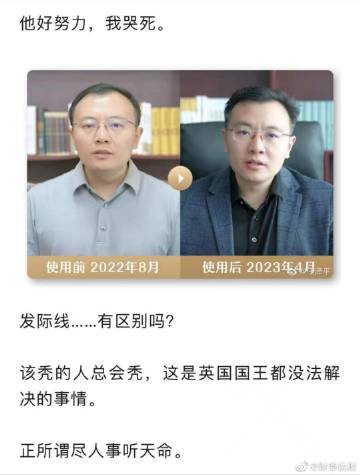 他好努力，我哭死。
使用前 2022年8月
使用后 2023年4月
发际线……有区别吗？
该秃的人总会秃，这是英国国王都没法解
决的事情。
正所谓尽人事听天命。